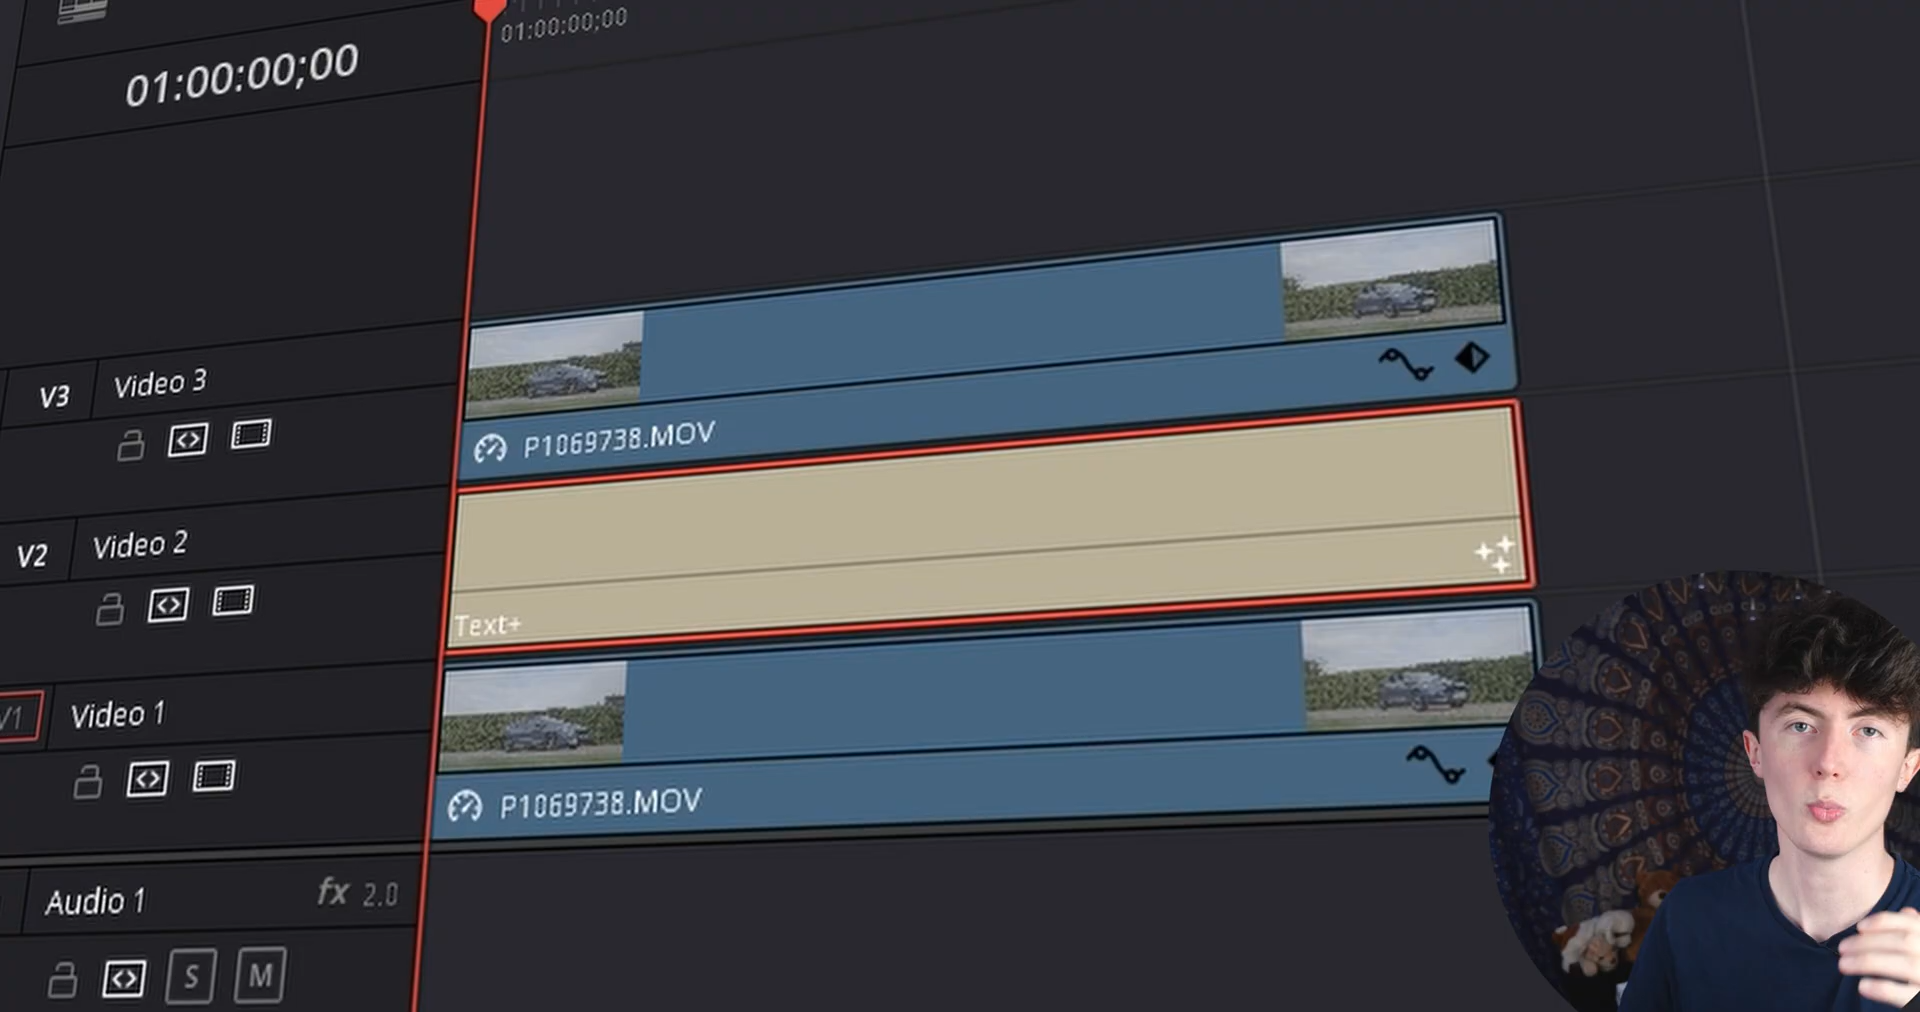 01:00:00;00
01:00:00;00
V3 Video 3
P1069738.MOV
V2 Video 2
Text+
V1 Video 1
P1069738.MOV
Audio 1 fx 2.0
S M